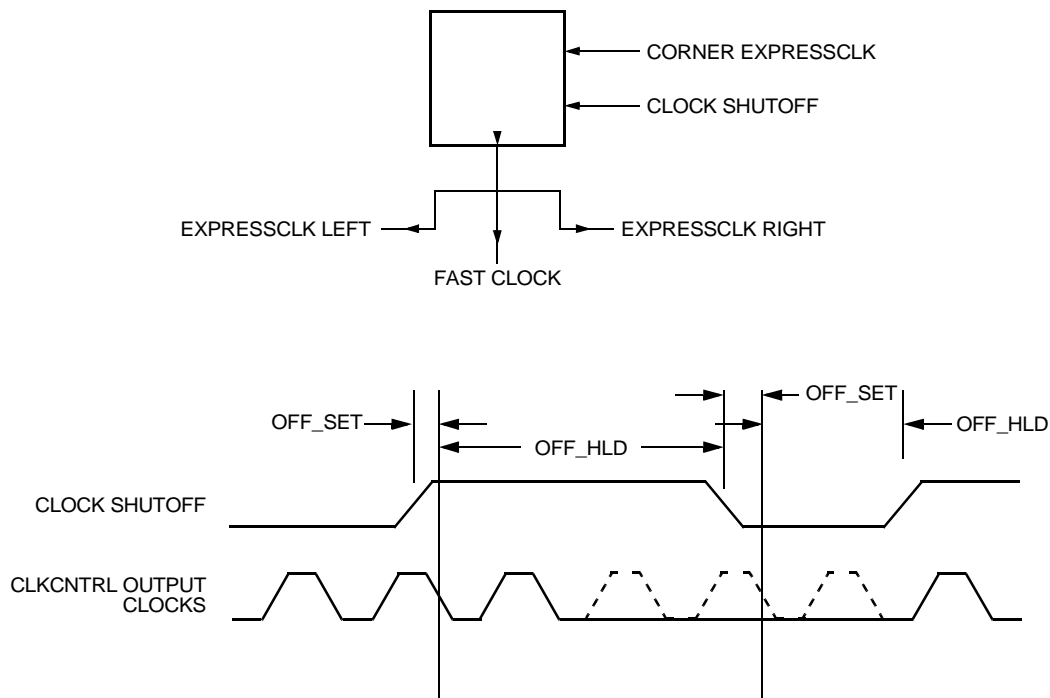 CORNER EXPRESSCLK
CLOCK SHUTOFF
EXPRESSCLK LEFT
EXPRESSCLK RIGHT
FAST CLOCK
OFF_SET
OFF_HLD
OFF_SET
OFF_HLD
CLOCK SHUTOFF
CLKCNTRL OUTPUT
CLOCKS